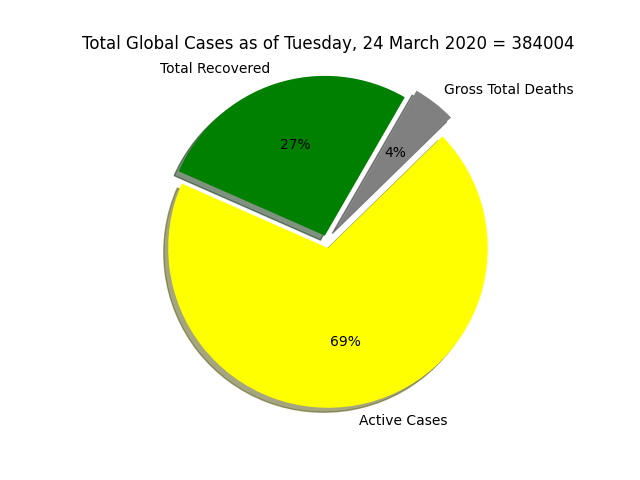 Total Global Cases as of Tuesday, 24 March 2020 = 384004
Total Recovered
Gross Total Deaths
27%
4%
69%
Active Cases